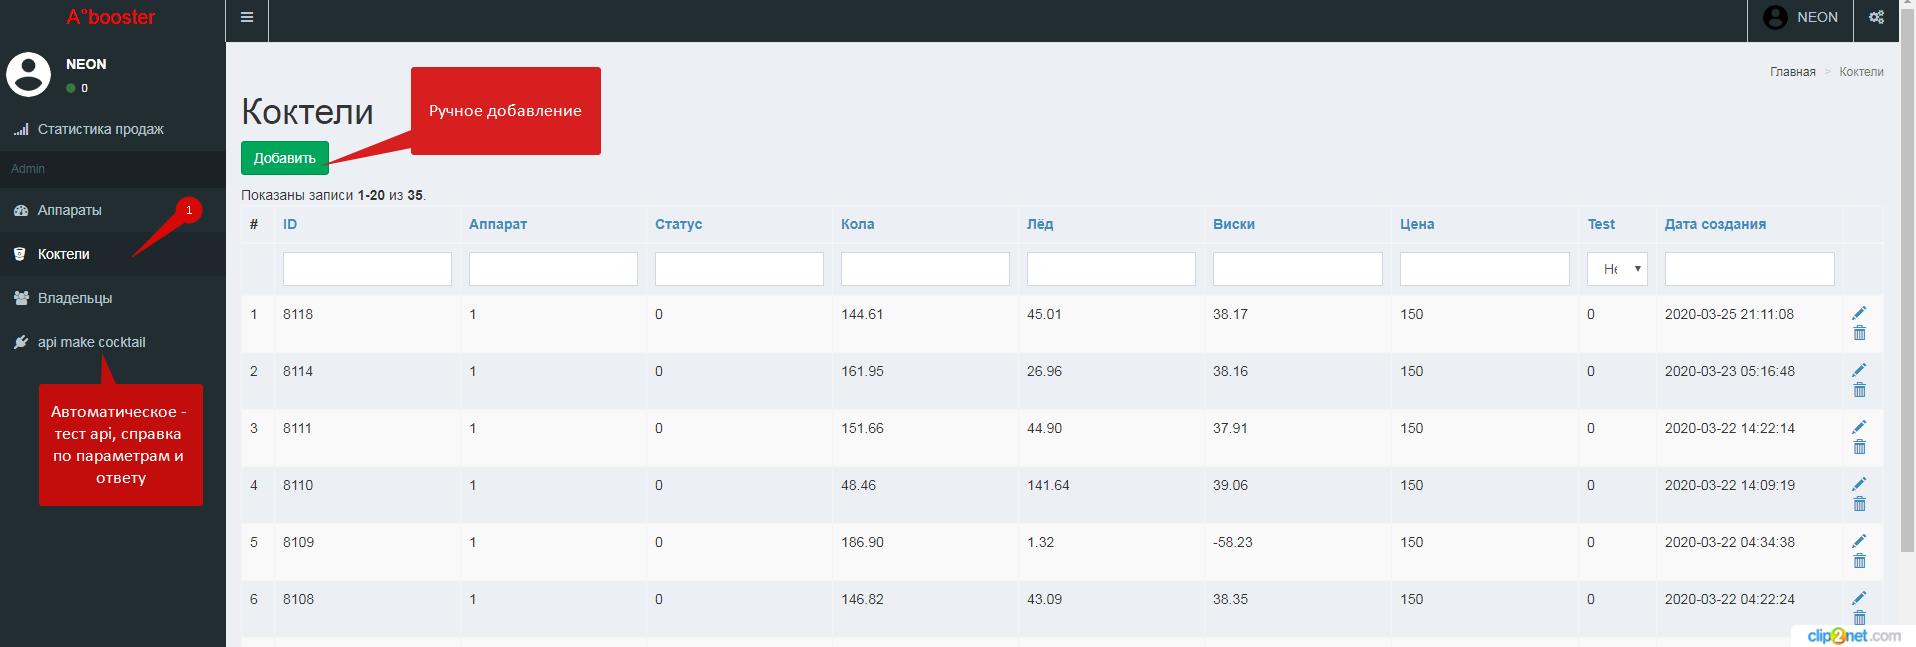 A°booster
NEON
NEON
0
Главная > Коктели
Статистика продаж
Admin
Аппараты
1
Коктели
Владельцы
api make cocktail
Автоматическое -
тест api, справка
по параметрам и
ответу
Коктели
Ручное добавление
Добавить
Показаны записи 1-20 из 35.
# ID Аппарат Статус Кола Лёд Виски Цена Test Дата создания
Не
1 8118 1 0 144.61 45.01 38.17 150 0 2020-03-25 21:11:08
2 8114 1 0 161.95 26.96 38.16 150 0 2020-03-23 05:16:48
3 8111 1 0 151.66 44.90 37.91 150 0 2020-03-22 14:22:14
4 8110 1 0 48.46 141.64 39.06 150 0 2020-03-22 14:09:19
5 8109 1 0 186.90 1.32 -58.23 150 0 2020-03-22 04:34:38
6 8108 1 0 146.82 43.09 38.35 150 0 2020-03-22 04:22:24
clip2net.com